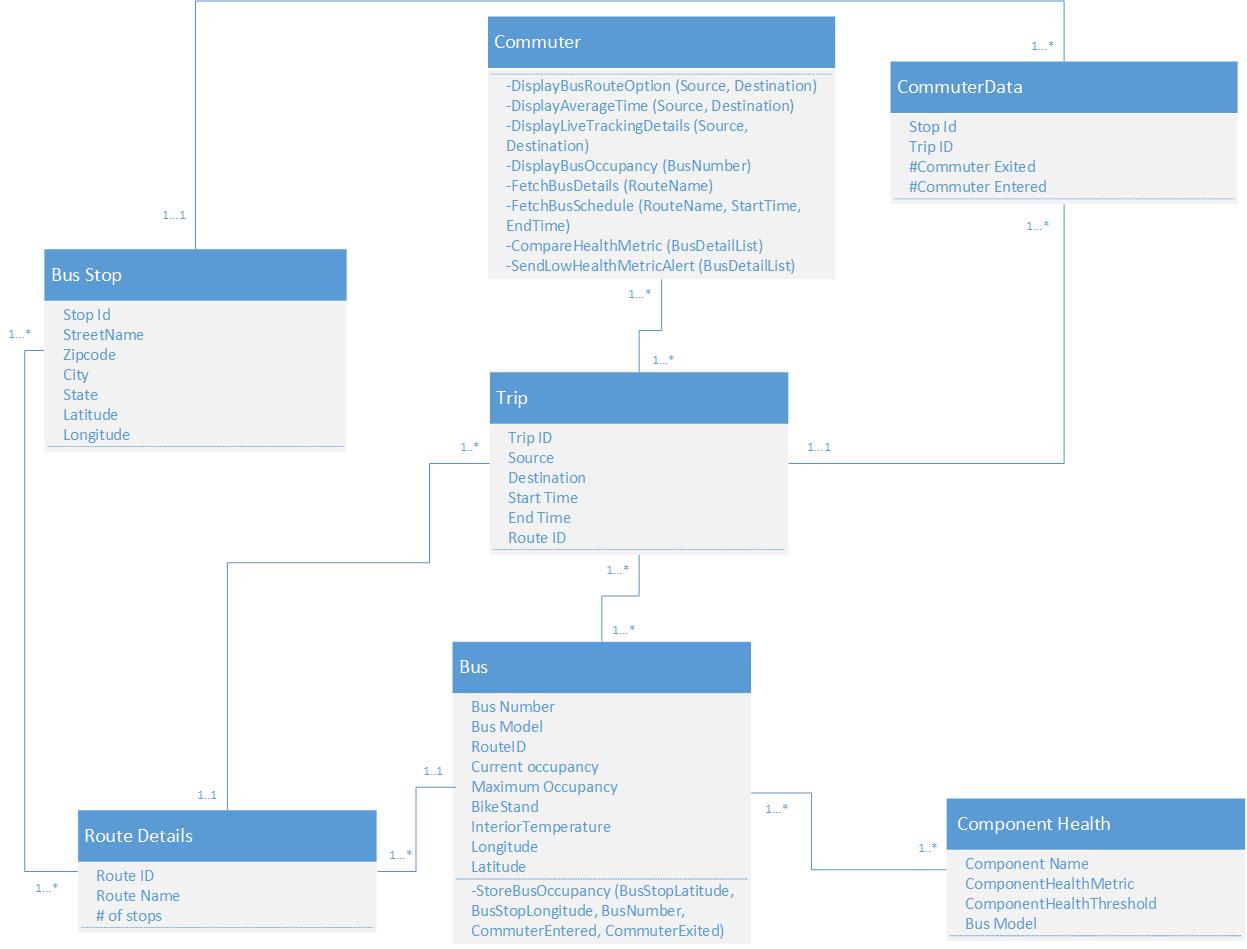 Commuter
-DisplayBusRouteOption (Source, Destination)
-DisplayAverageTime (Source, Destination)
-DisplayLiveTrackingDetails (Source,
Destination)
-DisplayBusOccupancy (BusNumber)
-FetchBusDetails (RouteName)
-FetchBusSchedule (RouteName, StartTime,
EndTime)
-CompareHealthMetric (BusDetailList)
-SendLowHealthMetricAlert (BusDetailList)
1...*
1...*
CommuterData
Stop Id
Trip ID
#Commuter Exited
#Commuter Entered
1...*
1...1
Bus Stop
Stop Id
StreetName
Zipcode
City
State
Latitude
Longitude
1...*
1...*
Trip
Trip ID
Source
Destination
Start Time
End Time
Route ID
1..*
1...1
1...*
1...*
Bus
Bus Number
Bus Model
RouteID
Current occupancy
Maximum Occupancy
BikeStand
InteriorTemperature
Longitude
Latitude
-StoreBusOccupancy (BusStopLatitude,
BusStopLongitude, BusNumber,
CommuterEntered, CommuterExited)
1..1
1..1
Route Details
Route ID
Route Name
# of stops
1...*
1...*
1...*
1..*
Component Health
Component Name
ComponentHealthMetric
ComponentHealthThreshold
Bus Model